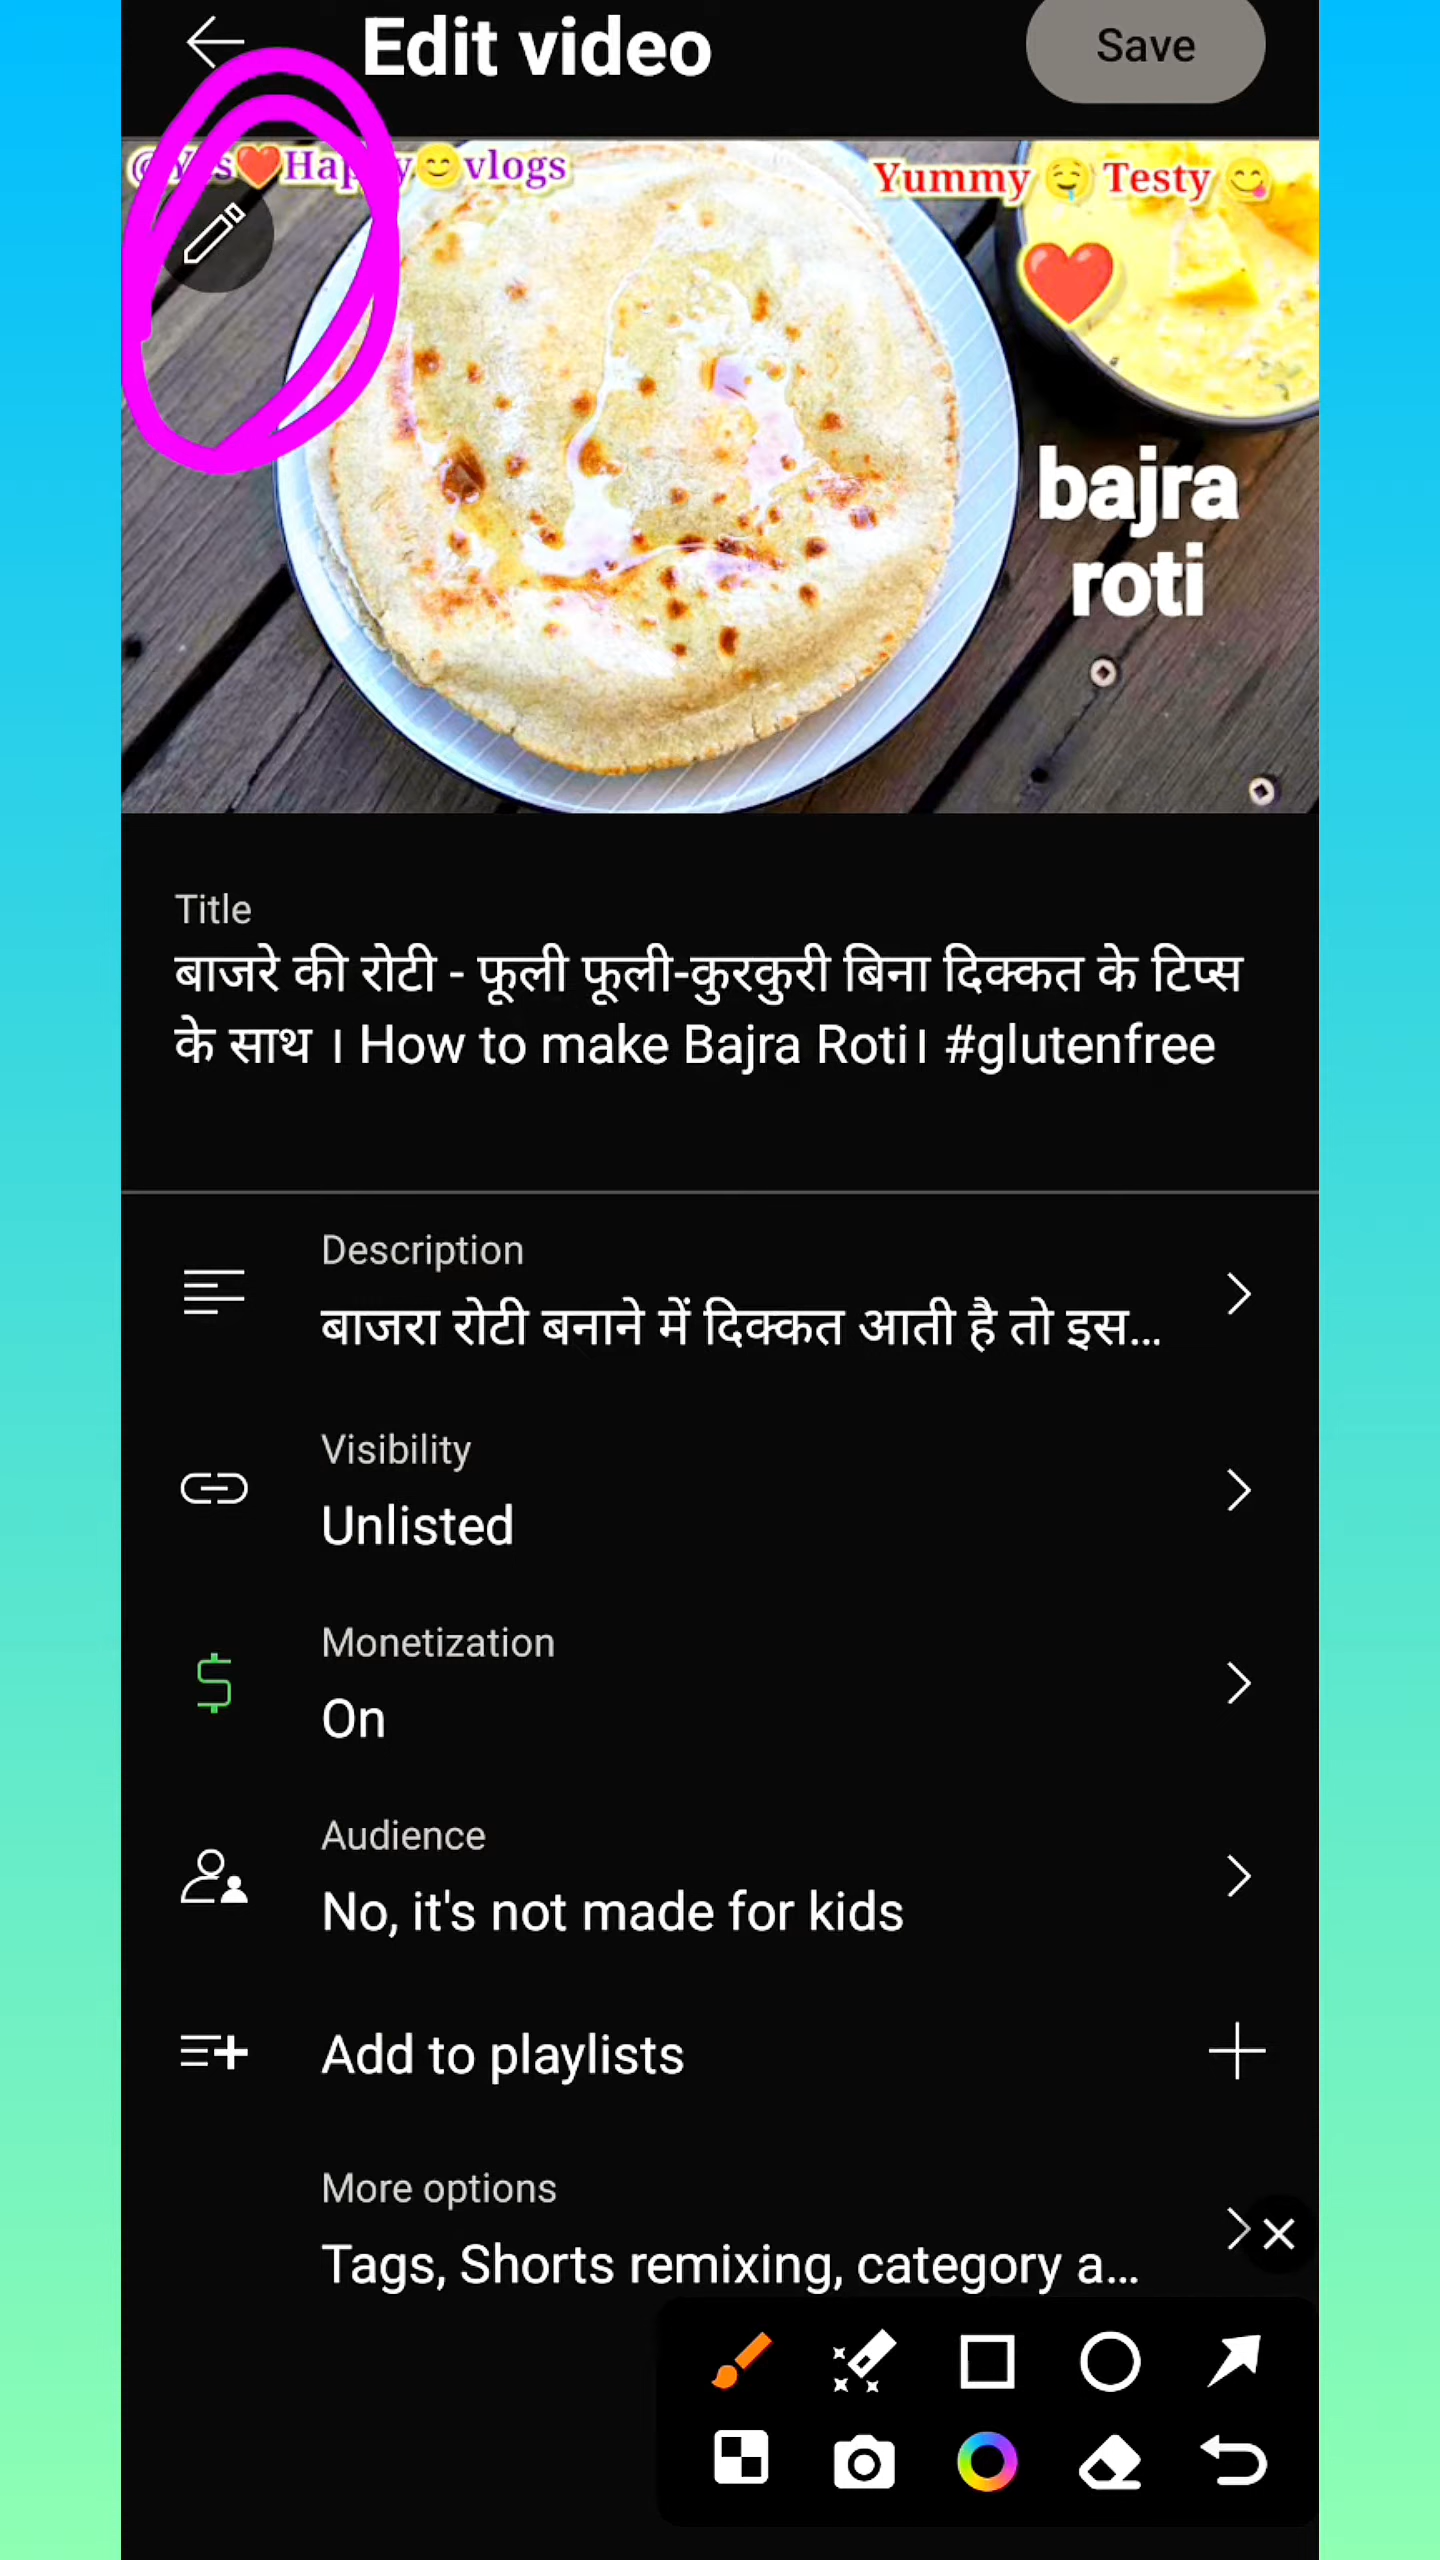 Edit video
Save
@Yes❤️Happy😊vlogs
Yummy 🤤 Testy 😋
bajra
roti
Title
बाजरे की रोटी - फूली फूली-कुरकुरी बिना दिक्कत के टिप्स
के साथ । How to make Bajra Roti। #glutenfree
Description
बाजरा रोटी बनाने में दिक्कत आती है तो इस...
Visibility
Unlisted
Monetization
On
Audience
No, it's not made for kids
Add to playlists
More options
Tags, Shorts remixing, category a...